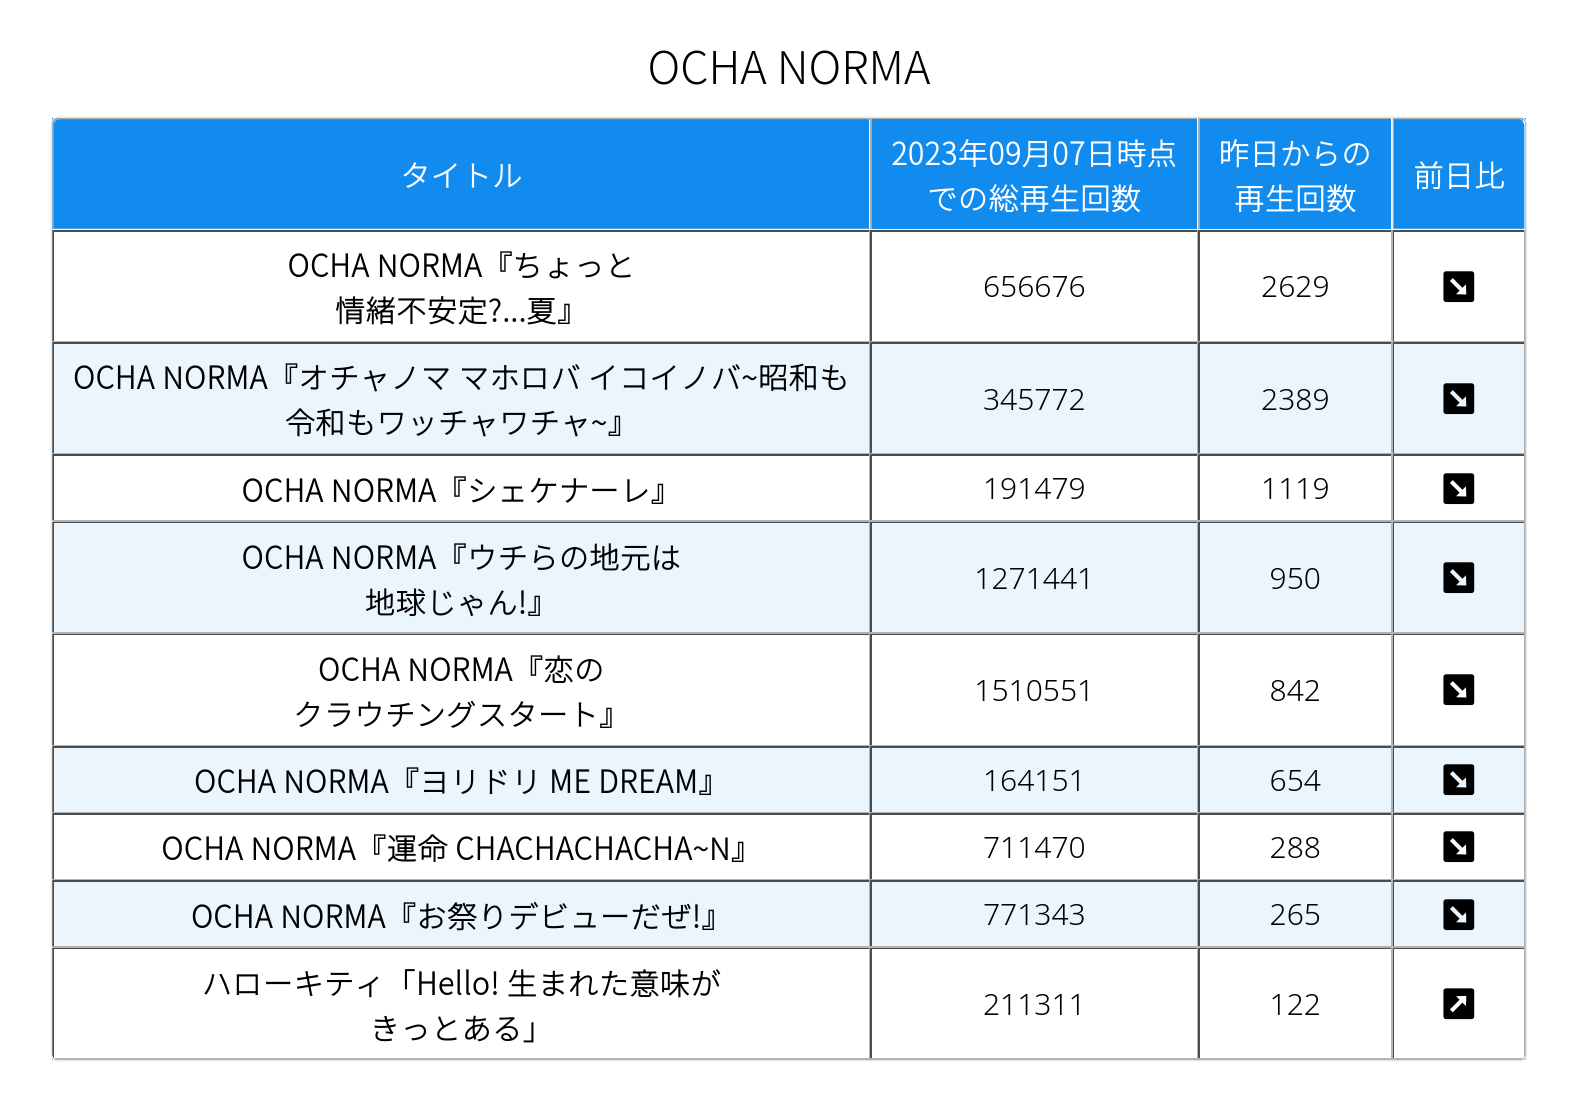 OCHA NORMA
タイトル
2023年09月07日時点
での総再生回数
昨日からの
再生回数
前日比
OCHA NORMA『ちょっと
情緒不安定?...夏』
656676
2629
OCHA NORMA『オチャノマ マホロバ イコイノバ~昭和も
令和もワッチャワチャ~』
345772
2389
OCHA NORMA『シェケナーレ』
191479
1119
OCHA NORMA『ウチらの地元は
地球じゃん!』
1271441
950
OCHA NORMA『恋の
クラウチングスタート』
1510551
842
OCHA NORMA『ヨリドリ ME DREAM』
164151
654
OCHA NORMA『運命 CHACHACHACHA~N』
711470
288
OCHA NORMA『お祭りデビューだぜ!』
771343
265
ハローキティ「Hello! 生まれた意味が
きっとある」
211311
122